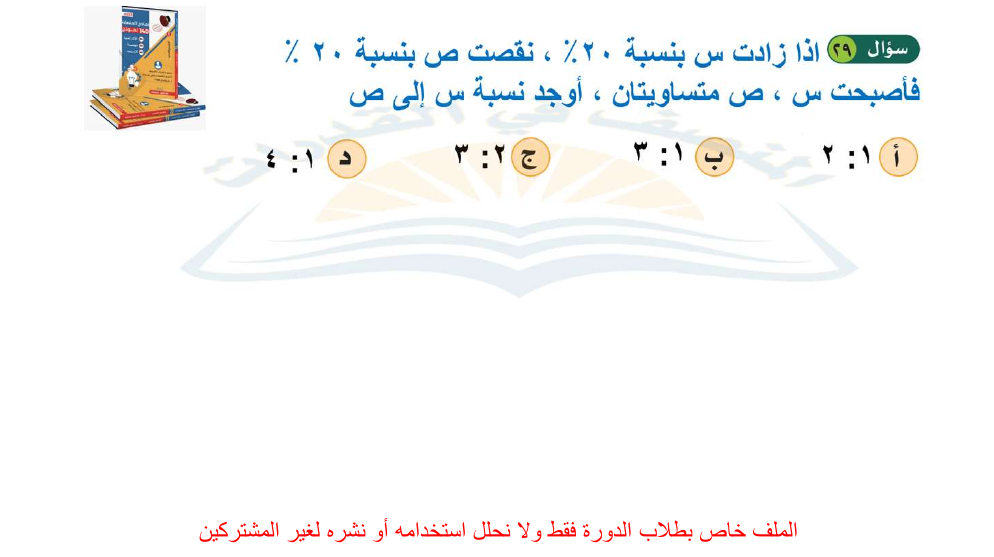 سؤال ٢٩ اذا زادت س بنسبة ٢٠٪ ، نقصت ص بنسبة ٢٠ ٪
فأصبحت س ، ص متساويتان ، أوجد نسبة س إلى ص
أ ١ : ٢ ب ١ : ٣ ج ٢ : ٣ د ١ : ٤
الملف خاص بطلاب الدورة فقط ولا نحلل استخدامه أو نشره لغير المشتركين